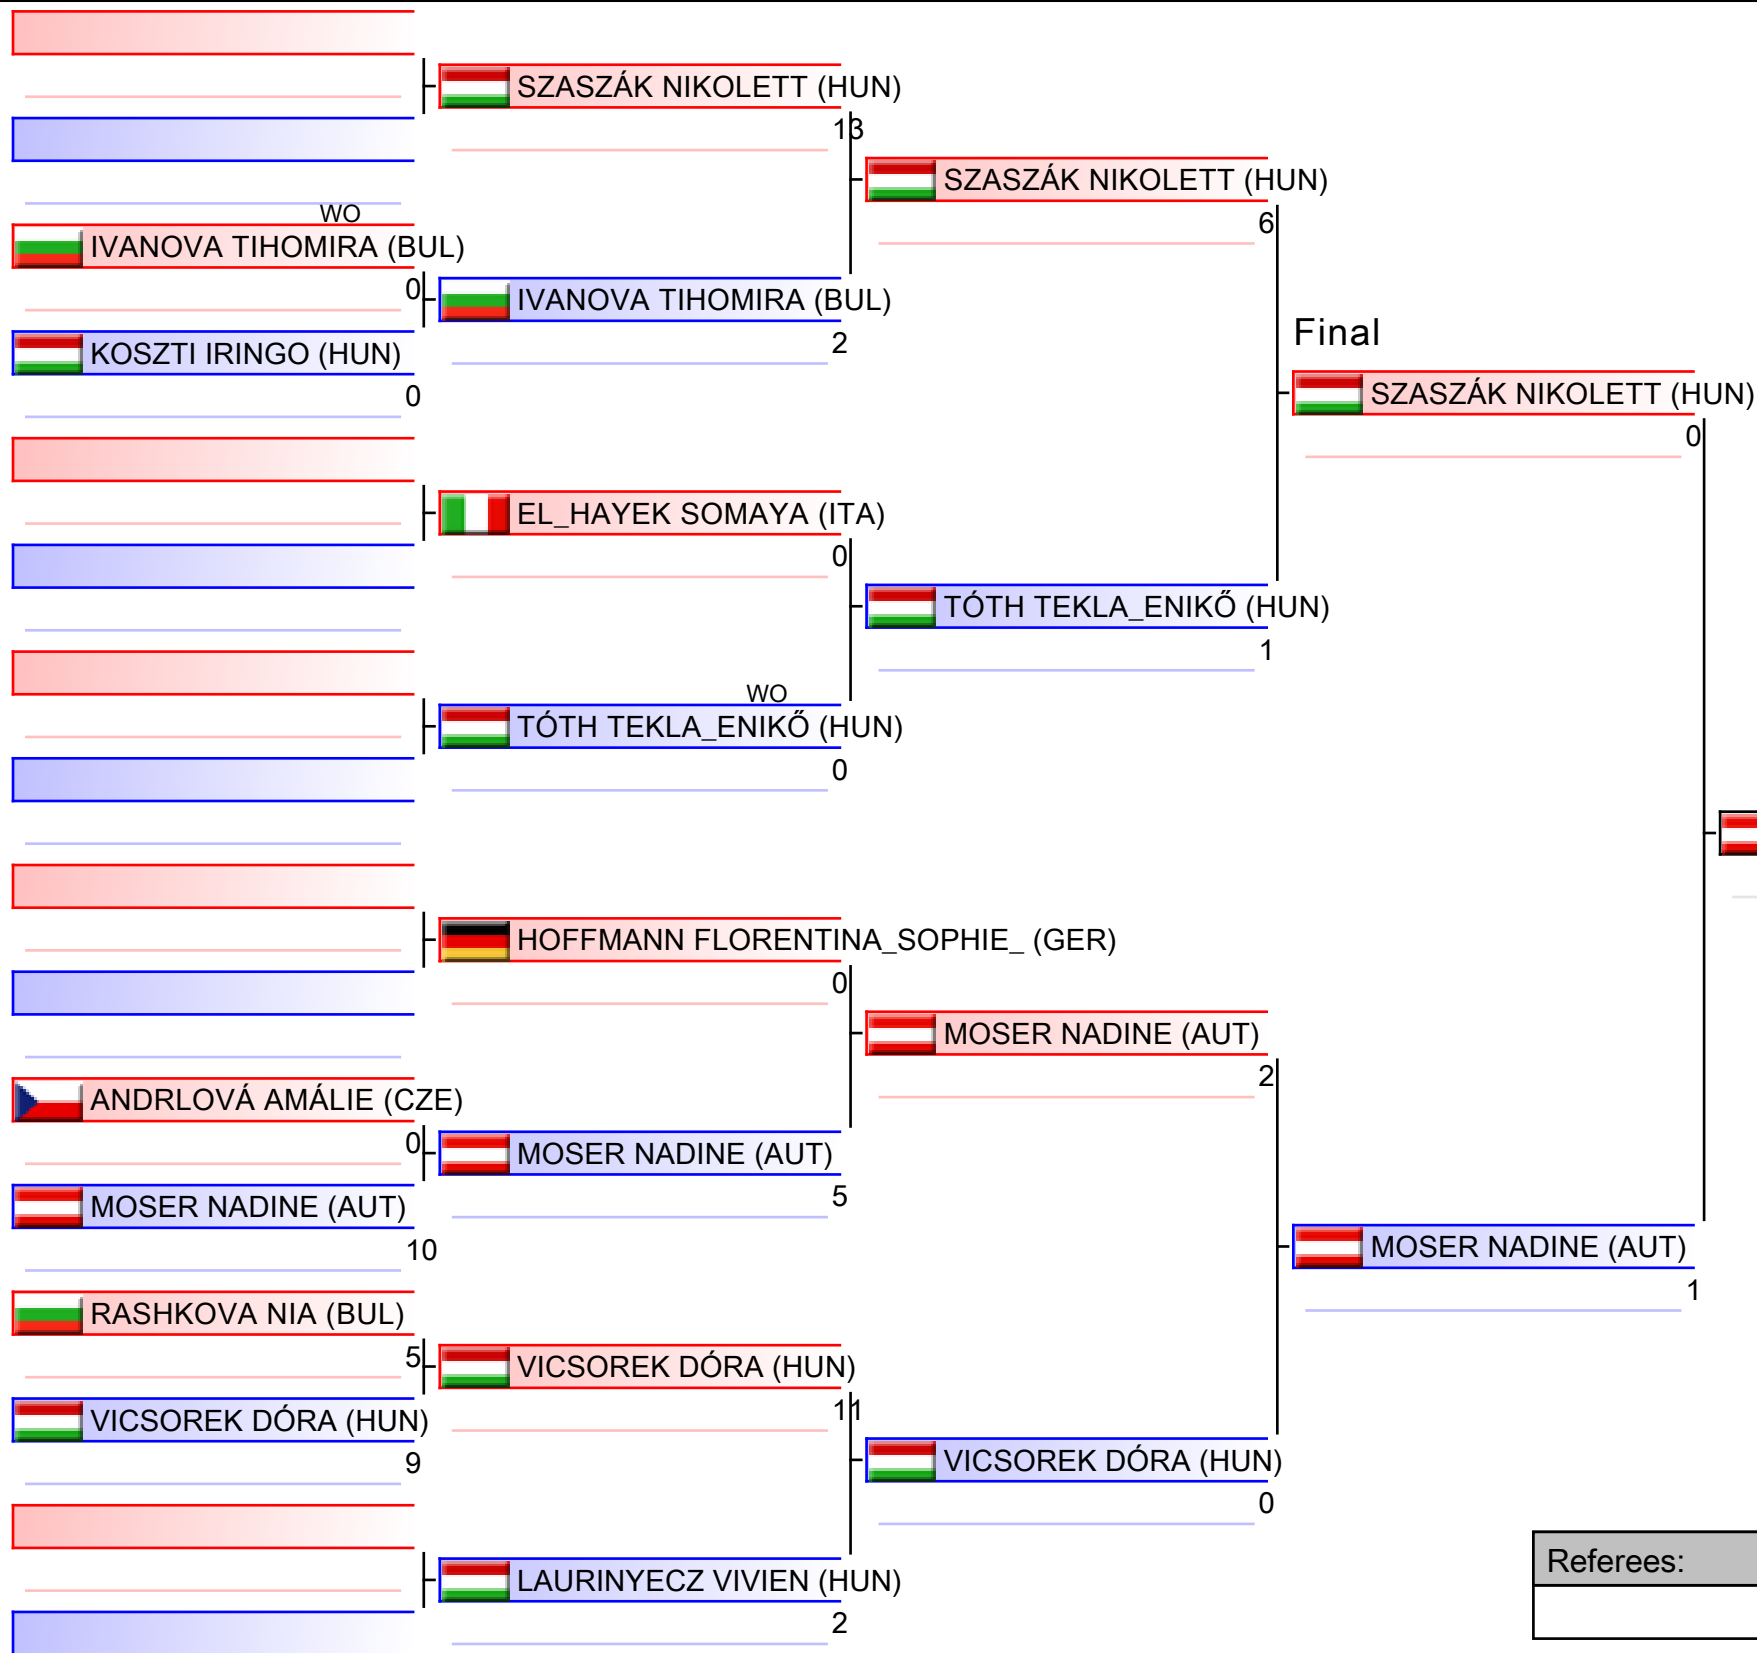 SZASZÁK NIKOLETT (HUN)
13
SZASZÁK NIKOLETT (HUN)
6
WO
IVANOVA TIHOMIRA (BUL)
0
IVANOVA TIHOMIRA (BUL)
2
KOSZTI IRINGO (HUN)
0
Final
SZASZÁK NIKOLETT (HUN)
0
EL_HAYEK SOMAYA (ITA)
0
TÓTH TEKLA_ENIKŐ (HUN)
1
WO
TÓTH TEKLA_ENIKŐ (HUN)
0
HOFFMANN FLORENTINA_SOPHIE_ (GER)
0
MOSER NADINE (AUT)
2
ANDRLOVÁ AMÁLIE (CZE)
0
MOSER NADINE (AUT)
5
MOSER NADINE (AUT)
10
MOSER NADINE (AUT)
1
RASHKOVA NIA (BUL)
5
VICSOREK DÓRA (HUN)
11
VICSOREK DÓRA (HUN)
9
VICSOREK DÓRA (HUN)
0
LAURINYECZ VIVIEN (HUN)
2
Referees: